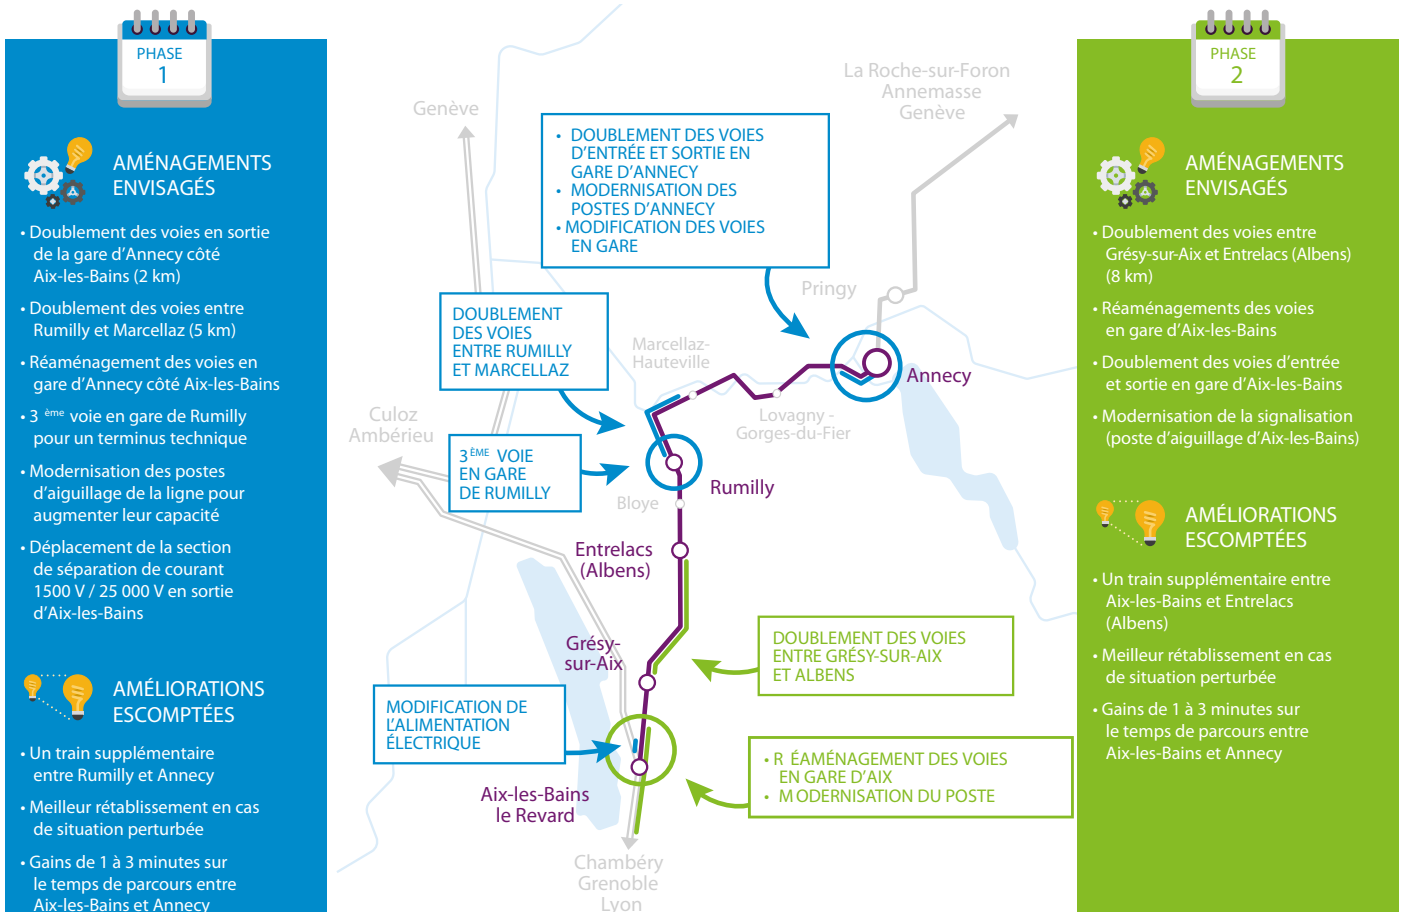 PHASE
1
AMÉNAGEMENTS
ENVISAGÉS
• Doublement des voies en sortie
de la gare d'Annecy côté
Aix-les-Bains (2 km)
• Doublement des voies entre
Rumilly et Marcellaz (5 km)
• Réaménagement des voies en
gare d'Annecy côté Aix-les-Bains
• 3 ème voie en gare de Rumilly
pour un terminus technique
• Modernisation des postes
d'aiguillage de la ligne pour
augmenter leur capacité
• Déplacement de la section
de séparation de courant
1500 V / 25 000 V en sortie
d'Aix-les-Bains
AMÉLIORATIONS
ESCOMPTÉES
• Un train supplémentaire
entre Rumilly et Annecy
• Meilleur rétablissement en cas
de situation perturbée
• Gains de 1 à 3 minutes sur
le temps de parcours entre
Aix-les-Bains et Annecy
Genève
La Roche-sur-Foron
Annemasse
Genève
• DOUBLEMENT DES VOIES
D'ENTRÉE ET SORTIE EN
GARE D'ANNECY
• MODERNISATION DES
POSTES D'ANNECY
• MODIFICATION DES VOIES
EN GARE
Pringy
DOUBLEMENT
DES VOIES
ENTRE RUMILLY
ET MARCELLAZ
Marcellaz-
Hauteville
Annecy
Lovagny -
Gorges-du-Fier
Culoz
Ambérieu
3ÈME VOIE
EN GARE
DE RUMILLY
Rumilly
Bloye
Entrelacs
(Albens)
Grésy-
sur-Aix
DOUBLEMENT DES VOIES
ENTRE GRÉSY-SUR-AIX
ET ALBENS
MODIFICATION DE
L'ALIMENTATION
ÉLECTRIQUE
• R ÉAMÉNAGEMENT DES VOIES
EN GARE D'AIX
• M ODERNISATION DU POSTE
Aix-les-Bains
le Revard
Chambéry
Grenoble
Lyon
PHASE
2
AMÉNAGEMENTS
ENVISAGÉS
• Doublement des voies entre
Grésy-sur-Aix et Entrelacs (Albens)
(8 km)
• Réaménagements des voies
en gare d'Aix-les-Bains
• Doublement des voies d'entrée
et sortie en gare d'Aix-les-Bains
• Modernisation de la signalisation
(poste d'aiguillage d'Aix-les-Bains)
AMÉLIORATIONS
ESCOMPTÉES
• Un train supplémentaire entre
Aix-les-Bains et Entrelacs
(Albens)
• Meilleur rétablissement en cas
de situation perturbée
• Gains de 1 à 3 minutes sur
le temps de parcours entre
Aix-les-Bains et Annecy